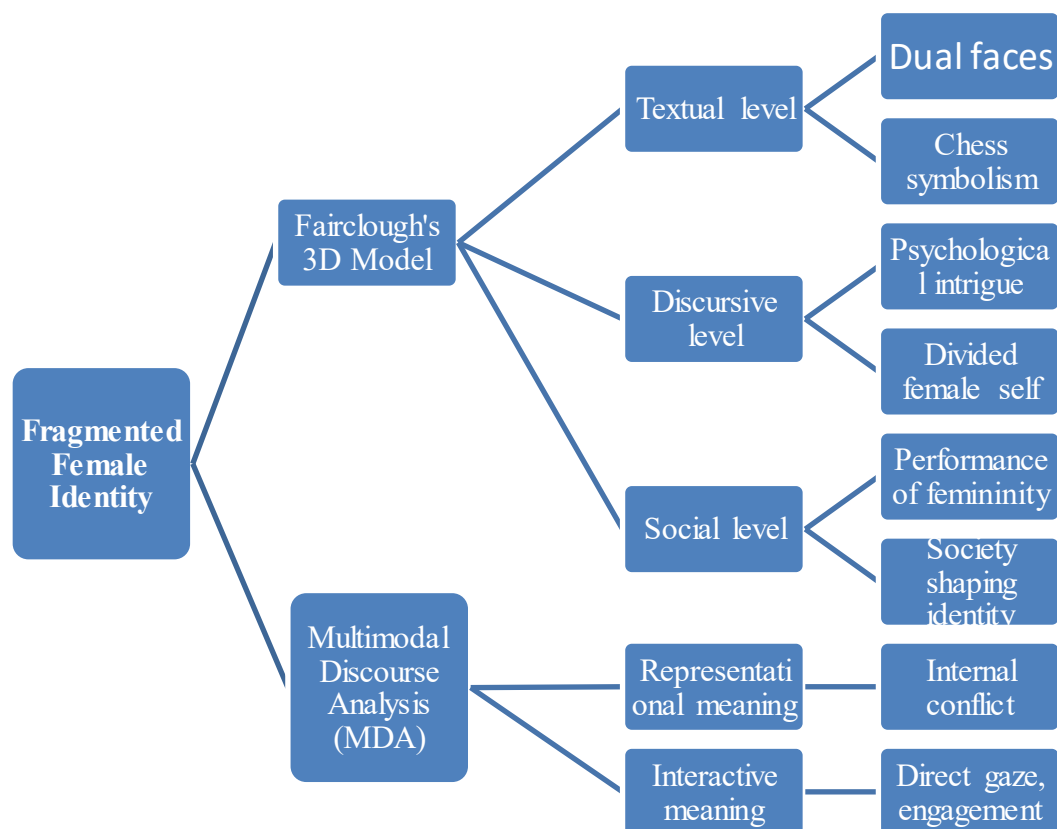 Fragmented
Female
Identity
Fairclough's
3D Model
Textual level
Dual faces
Chess
symbolism
Discursive
level
Psychologica
l intrigue
Divided
female self
Social level
Performance
of femininity
Society
shaping
identity
Multimodal
Discourse
Analysis
(MDA)
Representati
onal meaning
Internal
conflict
Interactive
meaning
Direct gaze,
engagement